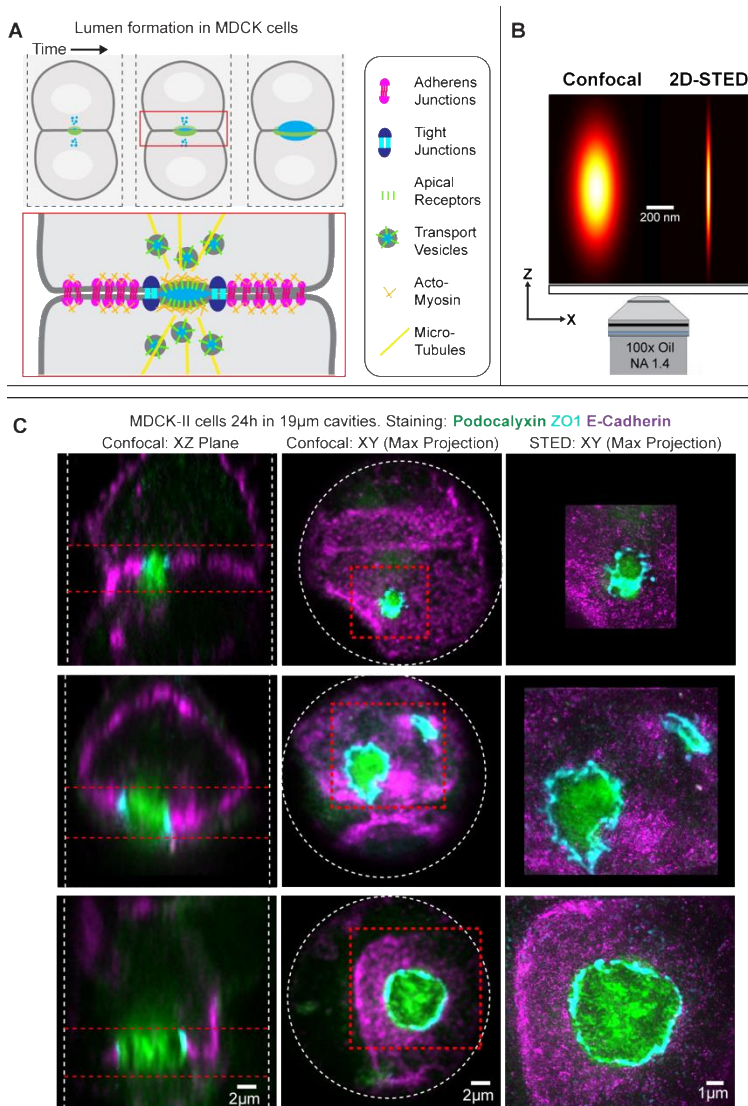 A
Lumen formation in MDCK cells
Time
Adherens
Junctions
Tight
Junctions
Apical
Receptors
Transport
Vesicles
Acto-
Myosin
Micro-
Tubules
B
Confocal 2D-STED
200 nm
Z
X
100x Oil
NA 1.4
C
MDCK-II cells 24h in 19µm cavities. Staining: Podocalyxin ZO1 E-Cadherin
Confocal: XZ Plane
Confocal: XY (Max Projection)
STED: XY (Max Projection)
2µm
2µm
1µm